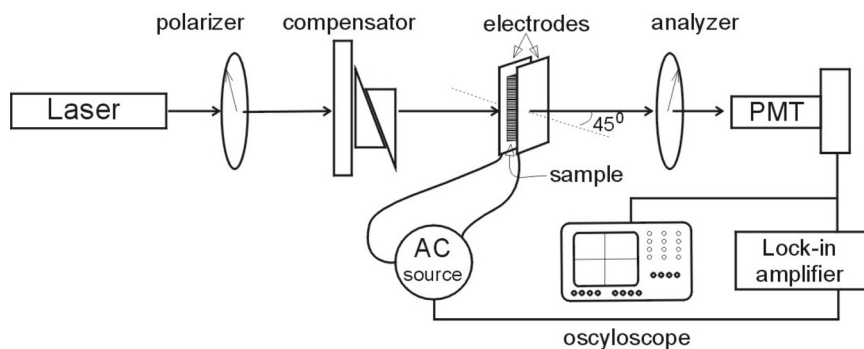 polarizer
compensator
electrodes
analyzer
Laser
45⁰
PMT
sample
AC
source
Lock-in
amplifier
oscyloscope